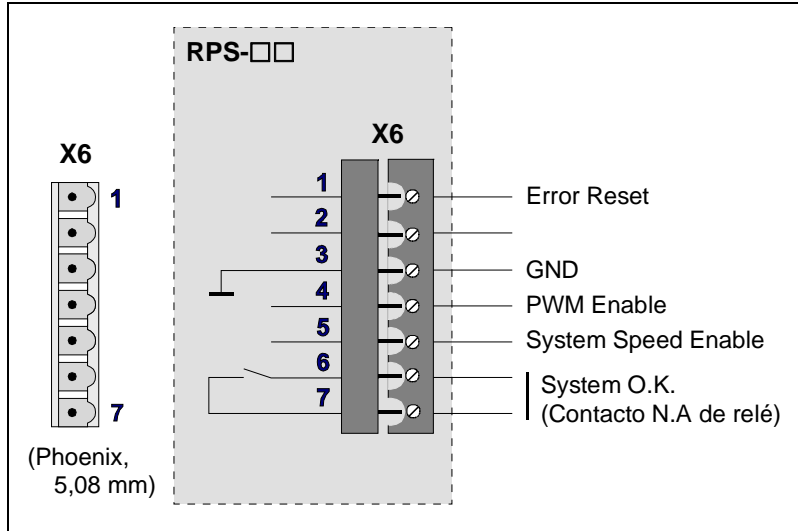 RPS-□□
X6
X6
1
7
(Phoenix,
5,08 mm)
1
2
3
4
5
6
7
Error Reset
GND
PWM Enable
System Speed Enable
System O.K.
(Contacto N.A de relé)